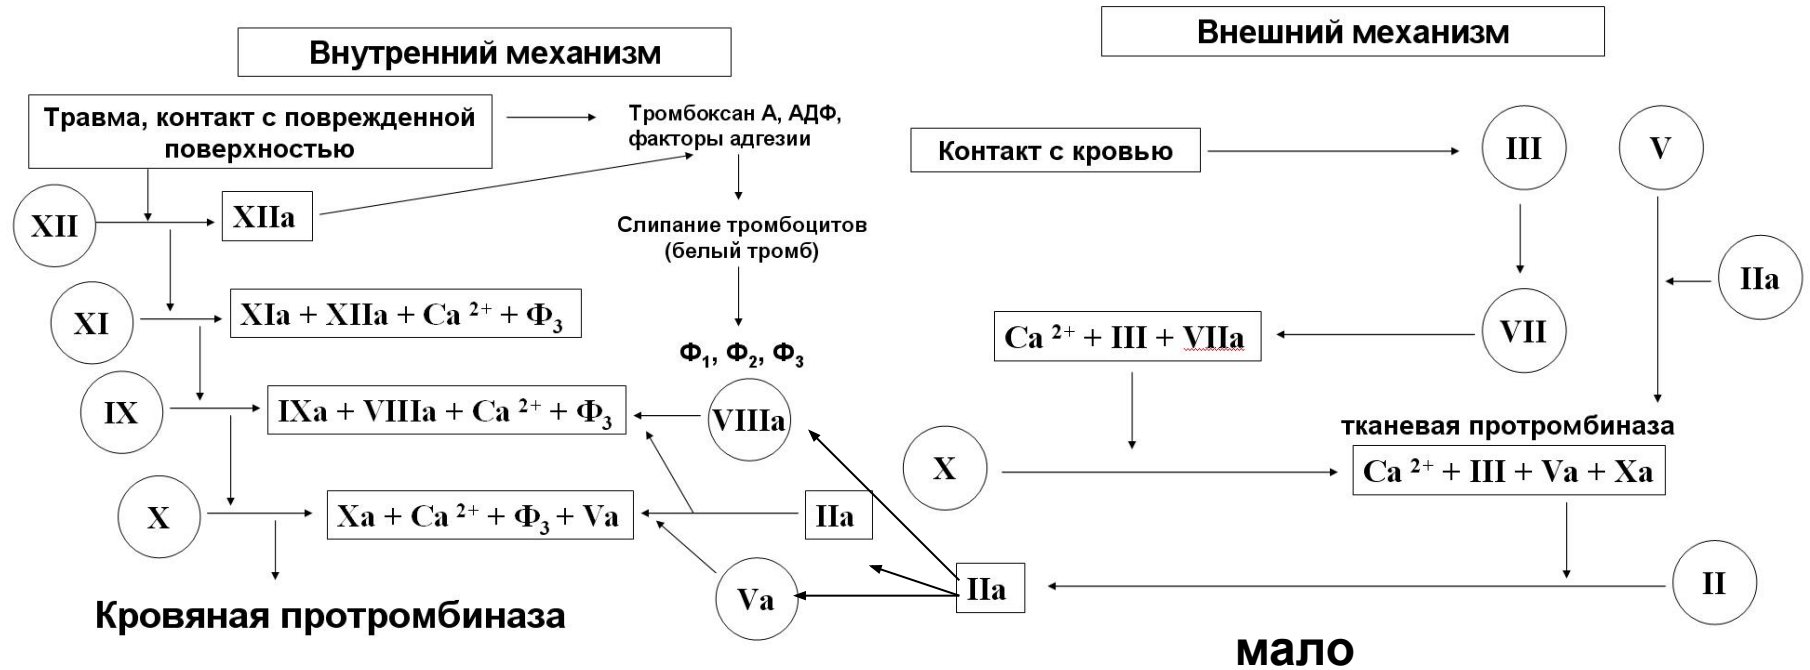 Внутренний механизм
Травма, контакт с поврежденной
поверхностью
Тромбоксан А, АДФ,
факторы адгезии
XII
XIIa
Слипание тромбоцитов
(белый тромб)
XI
XIa + XIIa + Ca 2+ + Ф3
Ф1, Ф2, Ф3
IX
IXa + VIIIa + Ca 2+ + Ф3
VIIIa
X
Xa + Ca 2+ + Ф3 + Va
IIa
Va
Кровяная протромбиназа
Внешний механизм
Контакт с кровью
III
V
IIa
Ca 2+ + III + VIIa
VII
тканевая протромбиназа
X
Ca 2+ + III + Va + Xa
IIa
II
мало